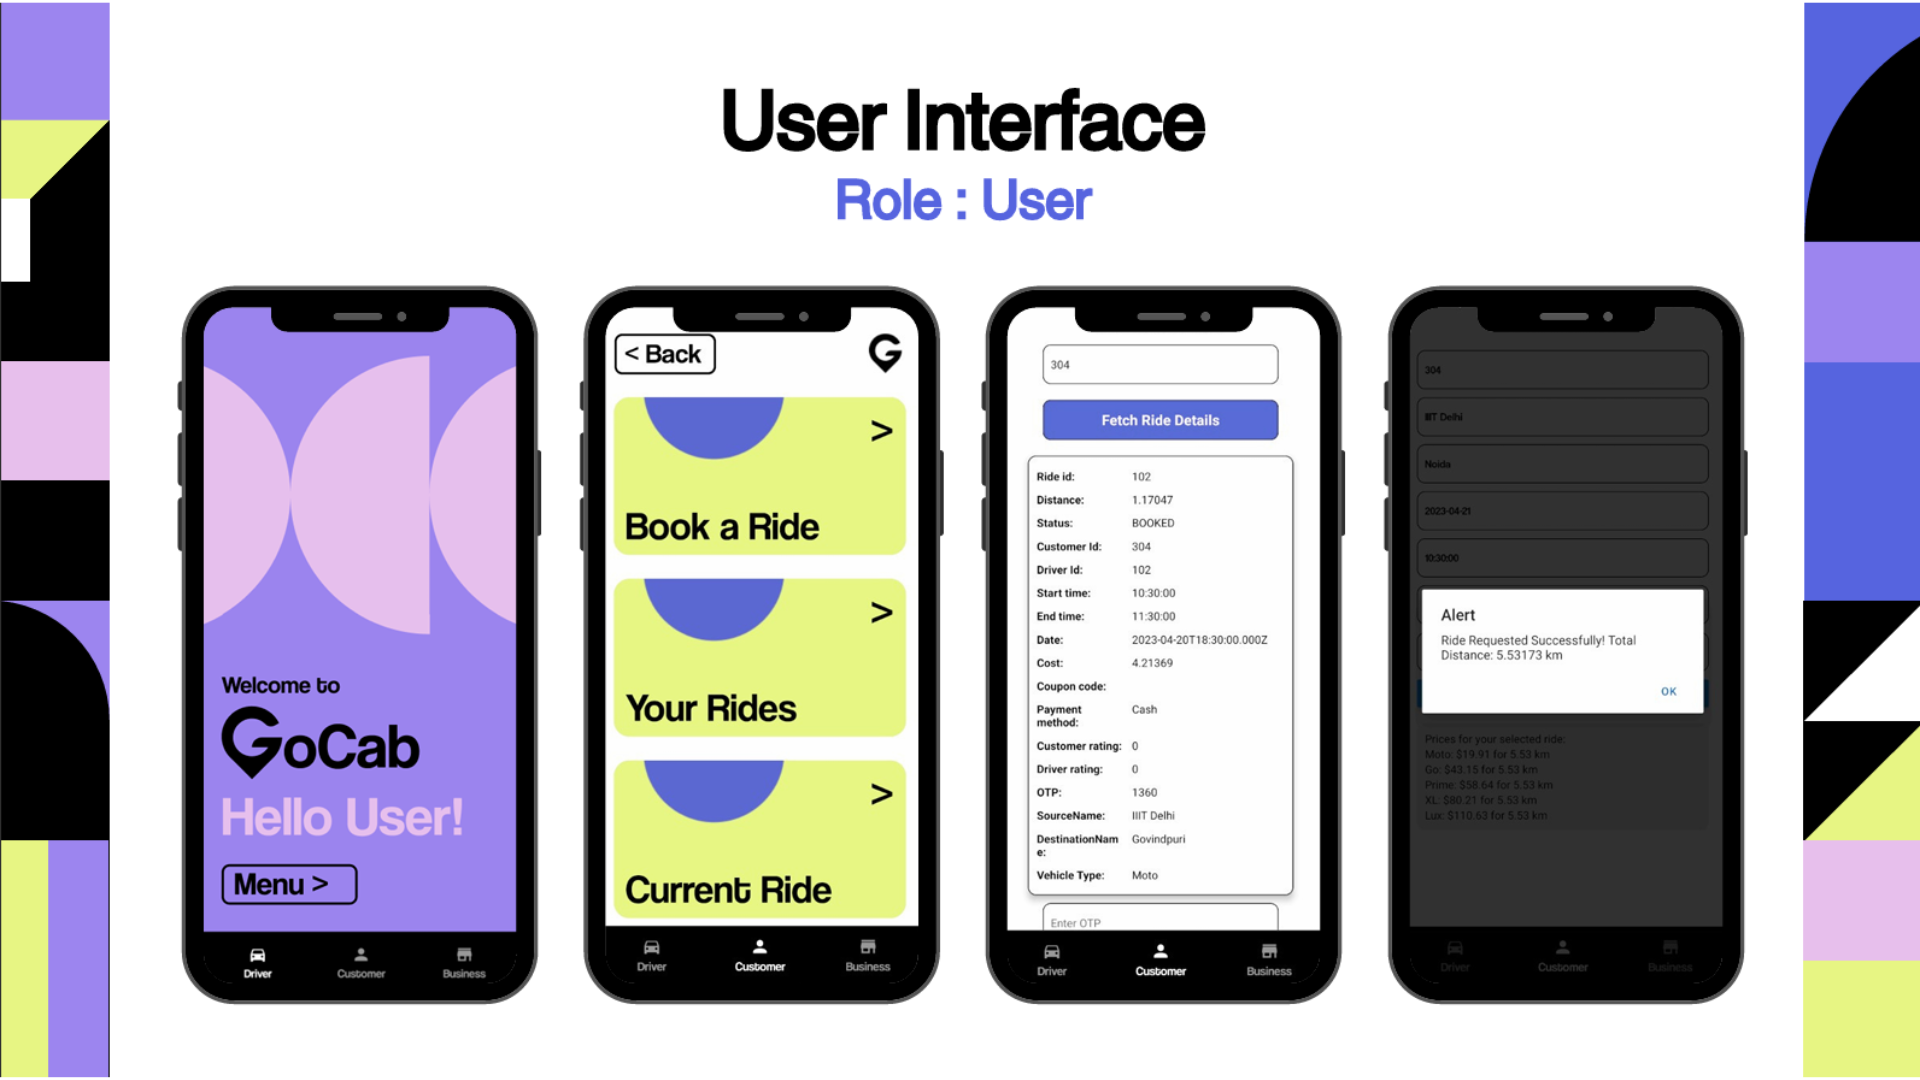 User Interface
Role : User
Welcome to
GoCab
Hello User!
Menu >
Driver
Customer
Business
< Back
G
>
Book a Ride
>
Your Rides
>
Current Ride
Driver
Customer
Business
304
Fetch Ride Details
Ride id: 102
Distance: 1.17047
Status: BOOKED
Customer Id: 304
Driver Id: 102
Start time: 10:30:00
End time: 11:30:00
Date: 2023-04-20T18:30:00.000Z
Cost: 4.21369
Coupon code:
Payment Cash
method:
Customer rating: 0
Driver rating: 0
OTP: 1360
SourceName: IIIT Delhi
DestinationNam Govindpuri
e:
Vehicle Type: Moto
Enter OTP
Driver
Customer
Business
304
IIIT Delhi
Noida
2023-04-21
10:30:00
Alert
Ride Requested Successfully! Total
Distance: 5.53173 km
OK
Prices for your selected ride:
Moto: $19.91 for 5.53 km
Go: $43.15 for 5.53 km
Prime: $58.64 for 5.53 km
XL: $80.21 for 5.53 km
Lux: $110.63 for 5.53 km
Driver
Customer
Business